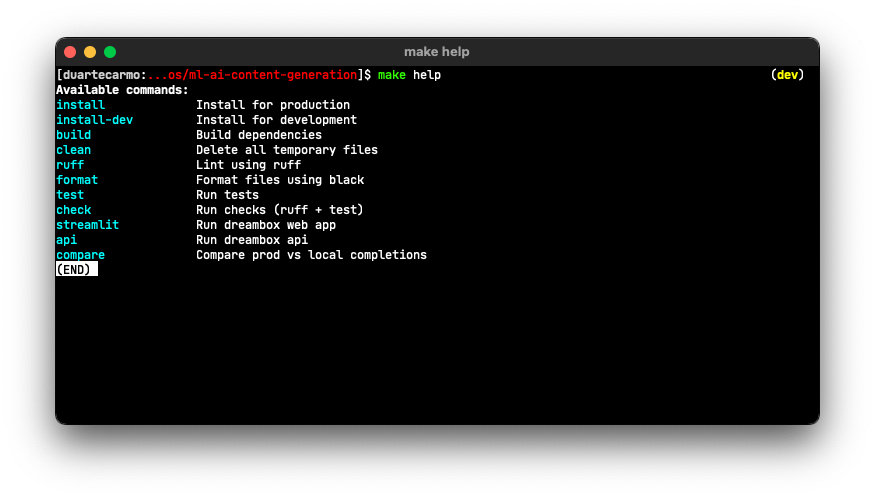 make help
[duartecarmo:...os/ml-ai-content-generation]$ make help (dev)
Available commands:
install Install for production
install-dev Install for development
build Build dependencies
clean Delete all temporary files
ruff Lint using ruff
format Format files using black
test Run tests
check Run checks (ruff + test)
streamlit Run dreambox web app
api Run dreambox api
compare Compare prod vs local completions
(END)